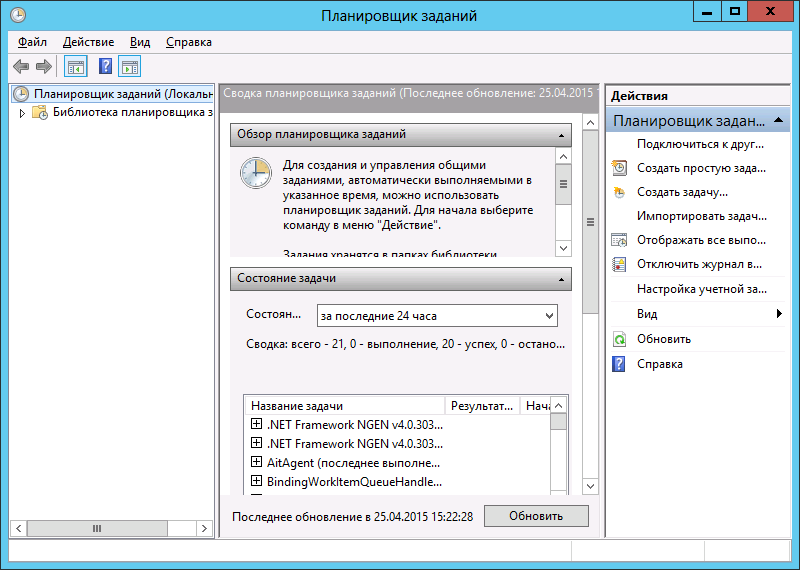 Планировщик заданий
Файл Действие Вид Справка
Планировщик заданий (Локальн
Библиотека планировщика з
Сводка планировщика заданий (Последнее обновление: 25.04.2015 1
Обзор планировщика заданий
Для создания и управления общими
заданиями, автоматически выполняемыми в
указанное время, можно использовать
планировщик заданий. Для начала выберите
команду в меню "Действие".
Задания хранятся в папках библиотеки
Состояние задачи
Состоян... за последние 24 часа
Сводка: всего - 21, 0 - выполнение, 20 - успех, 0 - остано...
Название задачи Результат... Нача
.NET Framework NGEN v4.0.303...
.NET Framework NGEN v4.0.303...
AitAgent (последнее выполне...
BindingWorkItemQueueHandle...
Последнее обновление в 25.04.2015 15:22:28 Обновить
Действия
Планировщик задан...
Подключиться к друг...
Создать простую зада...
Создать задачу...
Импортировать задач...
Отображать все выпо...
Отключить журнал в...
Настройка учетной за...
Вид
Обновить
Справка